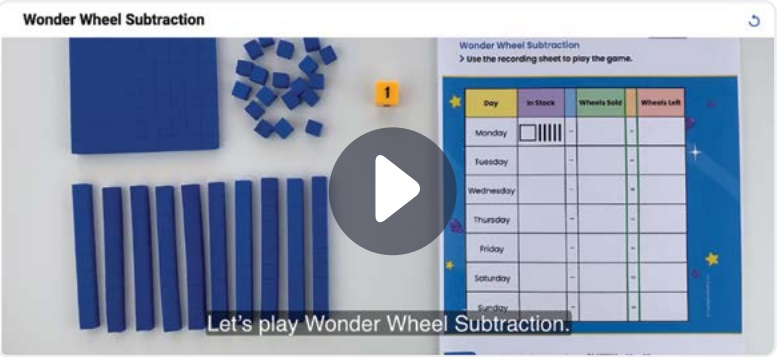 Wonder Wheel Subtraction
Wonder Wheel Subtraction
> Use the recording sheet to play the game.
1
Day In Stock Wheels Sold Wheels Left
Monday - =
Tuesday - =
Wednesday - =
Thursday - =
Friday - =
Saturday - =
Sunday - =
Let's play Wonder Wheel Subtraction.